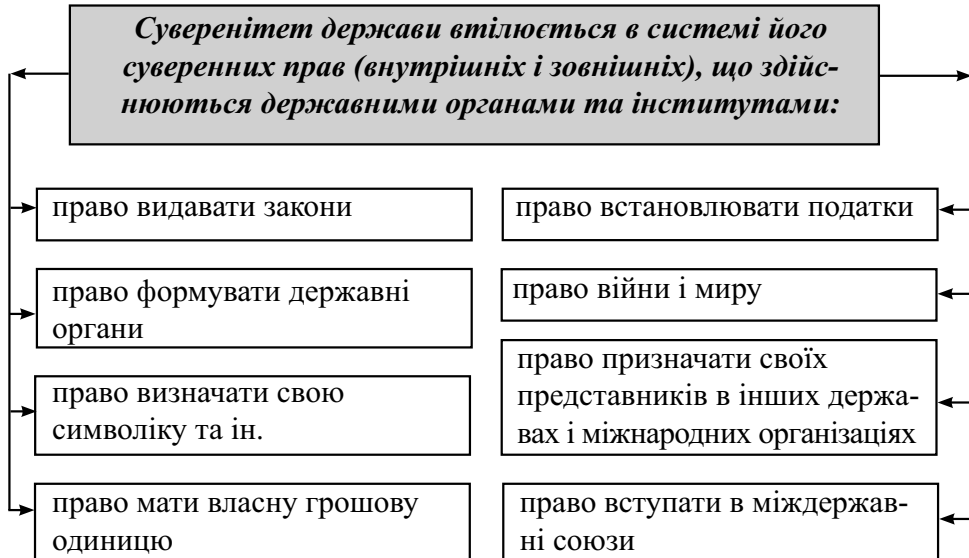 Суверенітет держави втілюється в системі його
суверенних прав (внутрішніх і зовнішніх), що здійс-
нюються державними органами та інститутами:
право видавати закони
право формувати державні
органи
право визначати свою
символіку та ін.
право мати власну грошову
одиницю
право встановлювати податки
право війни і миру
право призначати своїх
представників в інших держа-
вах і міжнародних організаціях
право вступати в міждержав-
ні союзи